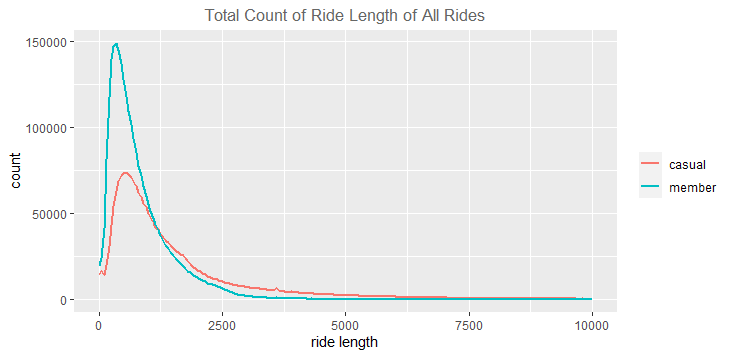 Total Count of Ride Length of All Rides
150000
100000
50000
0
count
0 2500 5000 7500 10000
ride length
casual
member